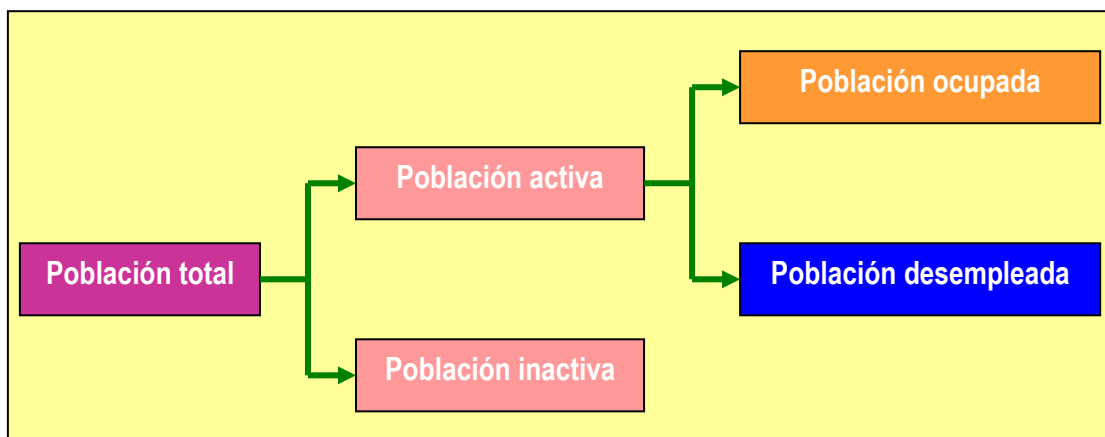 Población ocupada
Población activa
Población total
Población desempleada
Población inactiva